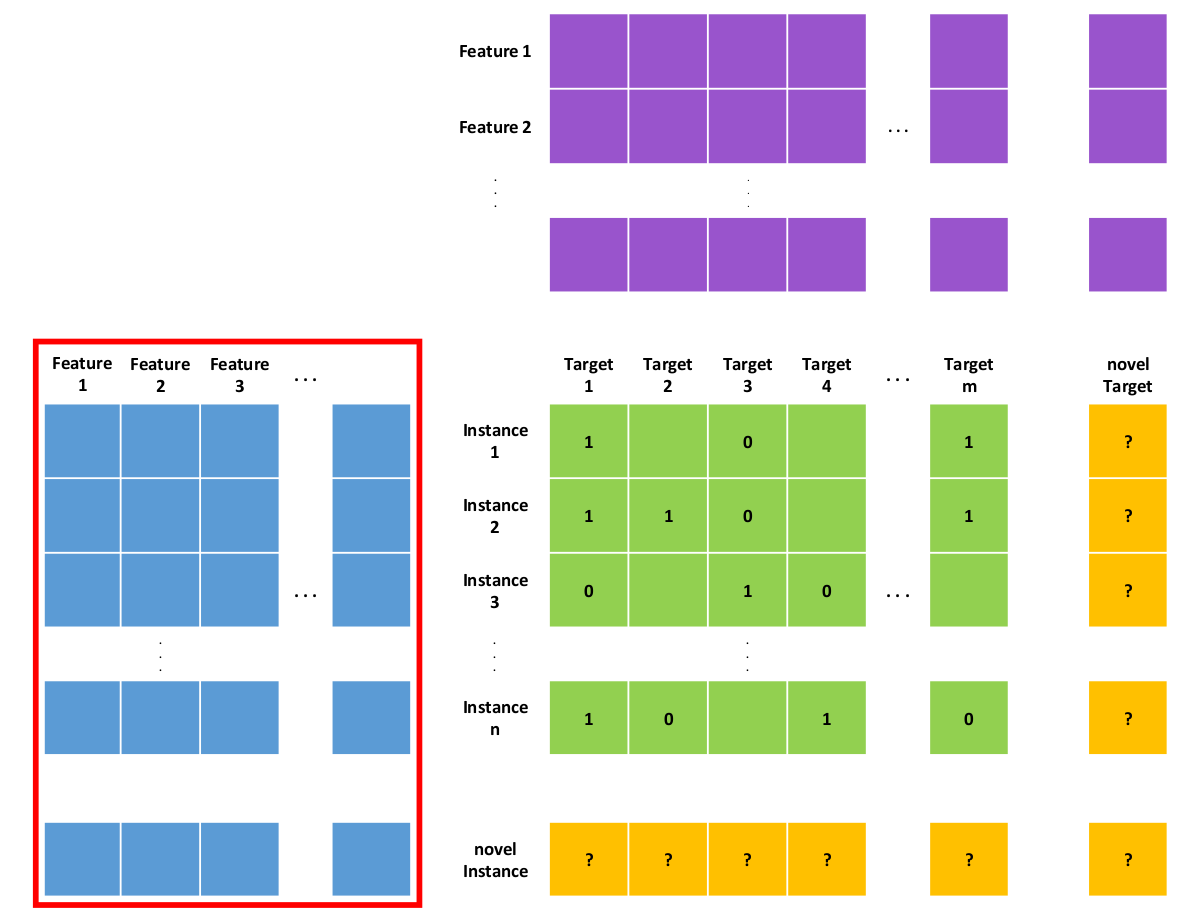 Feature 1
Feature 2
...
.
.
.
.
.
.
Feature
1
Feature
2
Feature
3
...
Target
1
Target
2
Target
3
Target
4
...
Target
m
novel
Target
Instance
1
1 0 1 ?
Instance
2
1 1 0 1 ?
...
Instance
3
0 1 0 ... ?
.
.
.
.
.
.
.
.
.
Instance
n
1 0 1 0 ?
novel
Instance
? ? ? ? ? ?